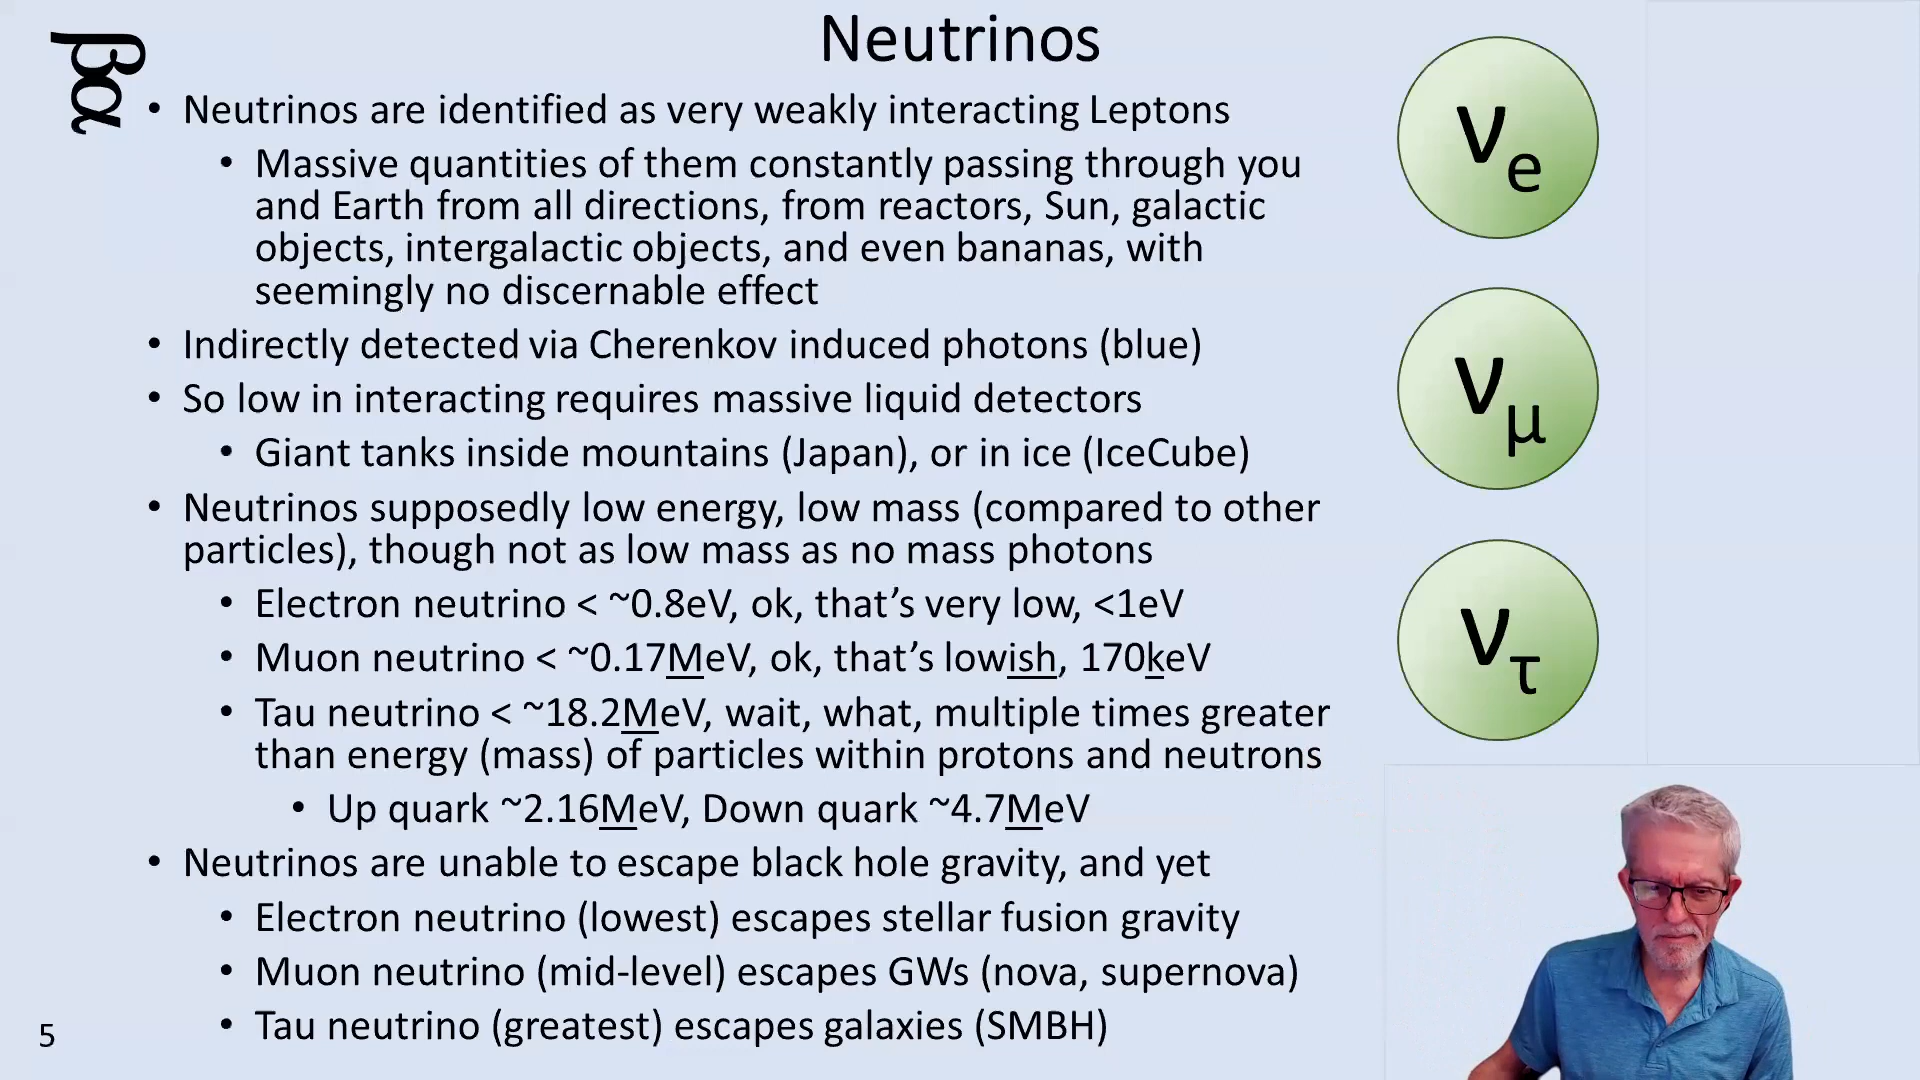 Neutrinos
βα
• Neutrinos are identified as very weakly interacting Leptons
• Massive quantities of them constantly passing through you
and Earth from all directions, from reactors, Sun, galactic
objects, intergalactic objects, and even bananas, with
seemingly no discernable effect
• Indirectly detected via Cherenkov induced photons (blue)
• So low in interacting requires massive liquid detectors
• Giant tanks inside mountains (Japan), or in ice (IceCube)
• Neutrinos supposedly low energy, low mass (compared to other
particles), though not as low mass as no mass photons
• Electron neutrino < ~0.8eV, ok, that’s very low, <1eV
• Muon neutrino < ~0.17MeV, ok, that’s lowish, 170keV
• Tau neutrino < ~18.2MeV, wait, what, multiple times greater
than energy (mass) of particles within protons and neutrons
• Up quark ~2.16MeV, Down quark ~4.7MeV
• Neutrinos are unable to escape black hole gravity, and yet
• Electron neutrino (lowest) escapes stellar fusion gravity
• Muon neutrino (mid-level) escapes GWs (nova, supernova)
• Tau neutrino (greatest) escapes galaxies (SMBH)
5
νe
νμ
ντ